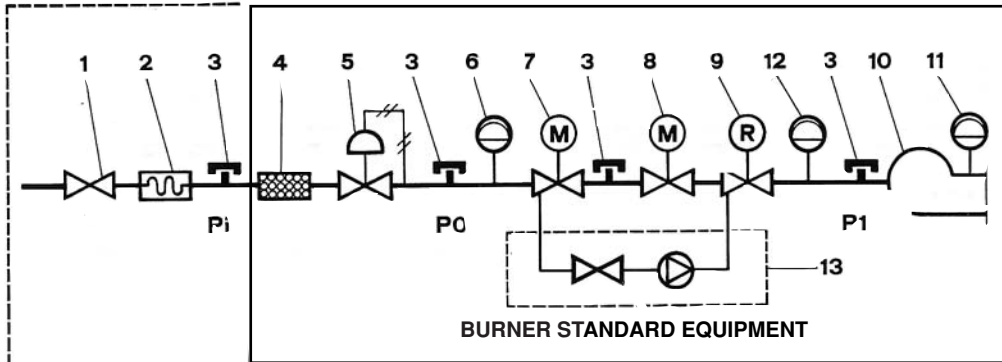 1 2 3 4 5 3 6 7 3 8 9 12 3 10 11
M M R
Pi P0 P1
13
BURNER STANDARD EQUIPMENT